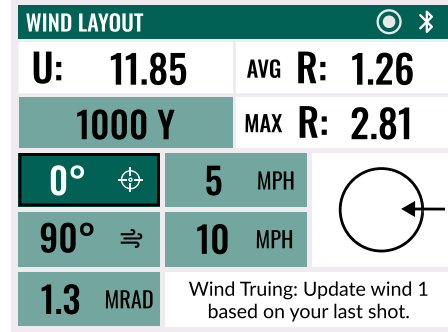 WIND LAYOUT
U: 11.85 AVG R: 1.26
1000 Y MAX R: 2.81
0° 5 MPH
90° 10 MPH
1.3 MRAD Wind Truing: Update wind 1
based on your last shot.